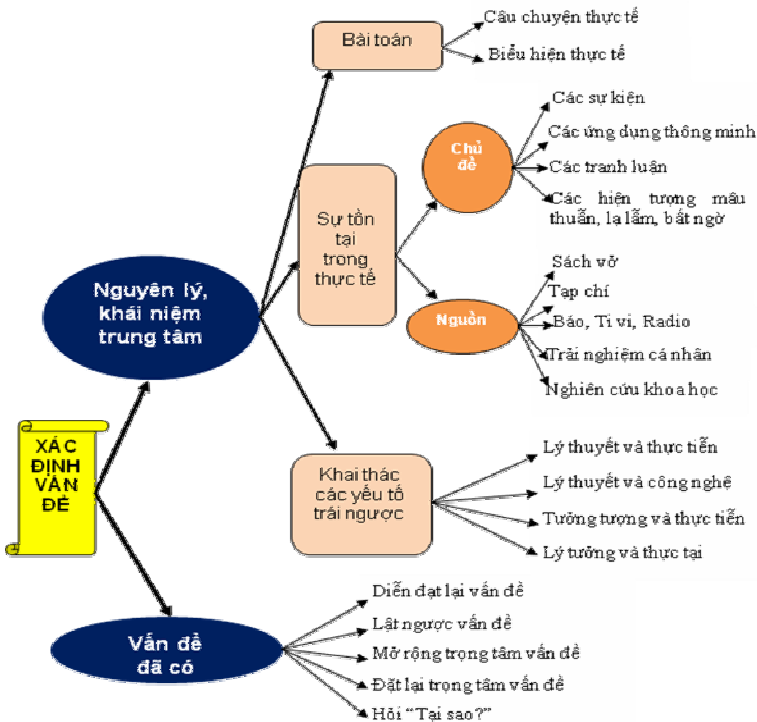 Câu chuyện thực tế
Bài toán
Biểu hiện thực tế
Các sự kiện
Các ứng dụng thông minh
Chủ
đề
Các tranh luận
Các hiện tượng mâu
thuẫn, lạ lẫm, bất ngờ
Sự tồn
tại
trong
thực tế
Sách vở
Tạp chí
Nguồn
Báo, Ti vi, Radio
Trải nghiệm cá nhân
Nghiên cứu khoa học
Nguyên lý,
khái niệm
trung tâm
XÁC
ĐỊNH
VẤN
ĐỀ
Khai thác
các yếu tố
trái ngược
Lý thuyết và thực tiễn
Lý thuyết và công nghệ
Tưởng tượng và thực tiễn
Lý tưởng và thực tại
Vấn đề
đã có
Diễn đạt lại vấn đề
Lật ngược vấn đề
Mở rộng trọng tâm vấn đề
Đặt lại trọng tâm vấn đề
Hỏi “Tại sao?”